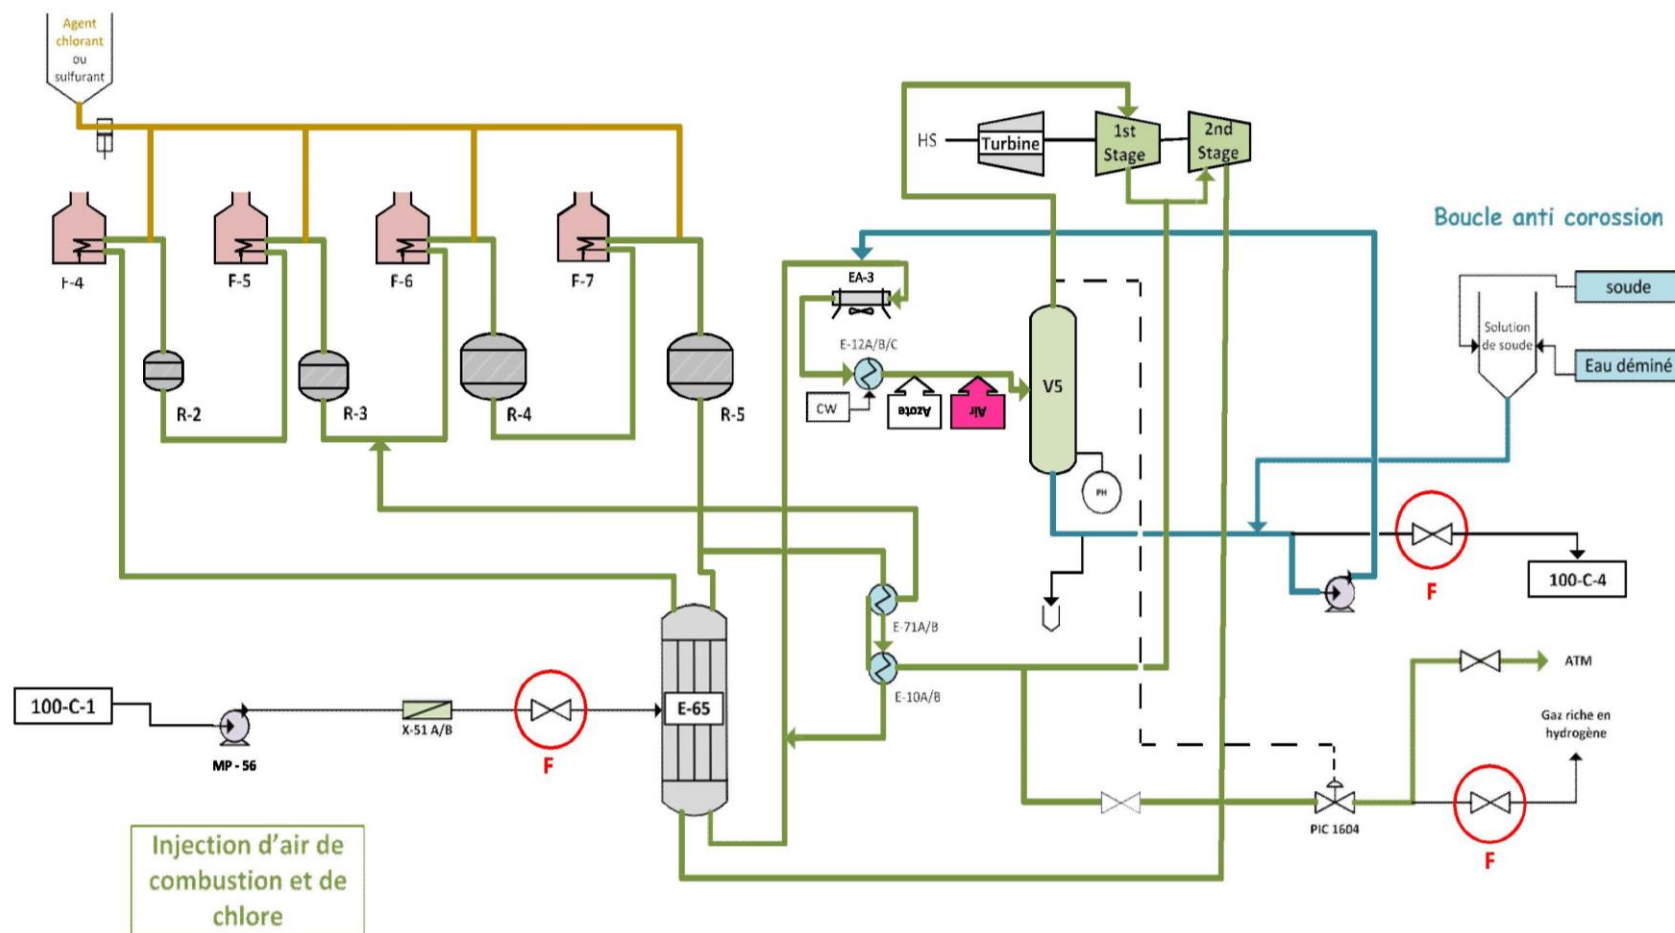 Agent
chlorant
ou
sulfurant
HS
Turbine
1st
Stage
2nd
Stage
Boucle anti corossion
F-4
F-5
F-6
F-7
EA-3
soude
Solution
de soude
Eau déminé
E-12A/B/C
CW
Azote
Air
V5
R-2
R-3
R-4
R-5
PH
F
100-C-4
E-71A/B
E-10A/B
ATM
100-C-1
X-51 A/B
E-65
MP - 56
F
Gaz riche en
hydrogène
PIC 1604
F
Injection d'air de
combustion et de
chlore